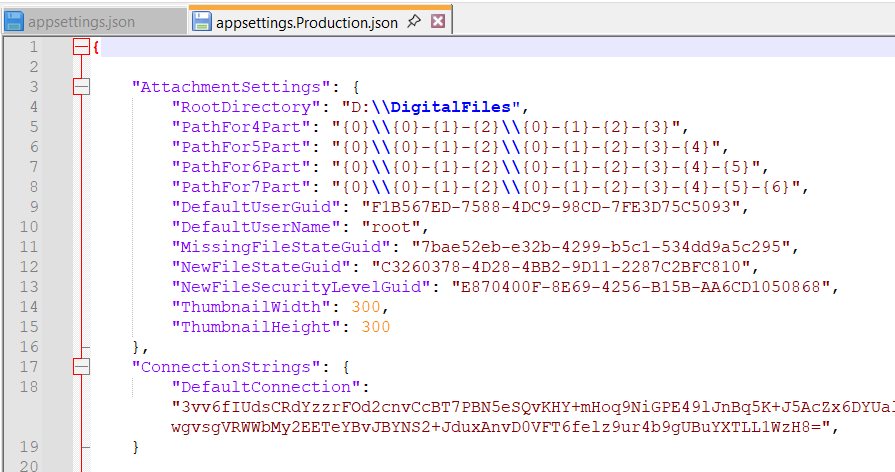 appsettings.json appsettings.Production.json
1 {
2
3 "AttachmentSettings": {
4 "RootDirectory": "D:\\DigitalFiles",
5 "PathFor4Part": "{0}\\{0}-{1}-{2}\\{0}-{1}-{2}-{3}",
6 "PathFor5Part": "{0}\\{0}-{1}-{2}\\{0}-{1}-{2}-{3}-{4}",
7 "PathFor6Part": "{0}\\{0}-{1}-{2}\\{0}-{1}-{2}-{3}-{4}-{5}",
8 "PathFor7Part": "{0}\\{0}-{1}-{2}\\{0}-{1}-{2}-{3}-{4}-{5}-{6}",
9 "DefaultUserGuid": "F1B567ED-7588-4DC9-98CD-7FE3D75C5093",
10 "DefaultUserName": "root",
11 "MissingFileStateGuid": "7bae52eb-e32b-4299-b5c1-534dd9a5c295",
12 "NewFileStateGuid": "C3260378-4D28-4BB2-9D11-2287C2BFC810",
13 "NewFileSecurityLevelGuid": "E870400F-8E69-4256-B15B-AA6CD1050868",
14 "ThumbnailWidth": 300,
15 "ThumbnailHeight": 300
16 },
17 "ConnectionStrings": {
18 "DefaultConnection":
"3vv6fIUdsCRdYzzrFOd2cnvCcBT7PBN5eSQvKHY+mHoq9NiGPE49lJnBq5K+J5AcZx6DYUal
wgvsgVRWWbMy2EETeYBvJBYNS2+JduxAnvD0VFT6felz9ur4b9gUBuYXTLL1WzH8=",
19 }
20